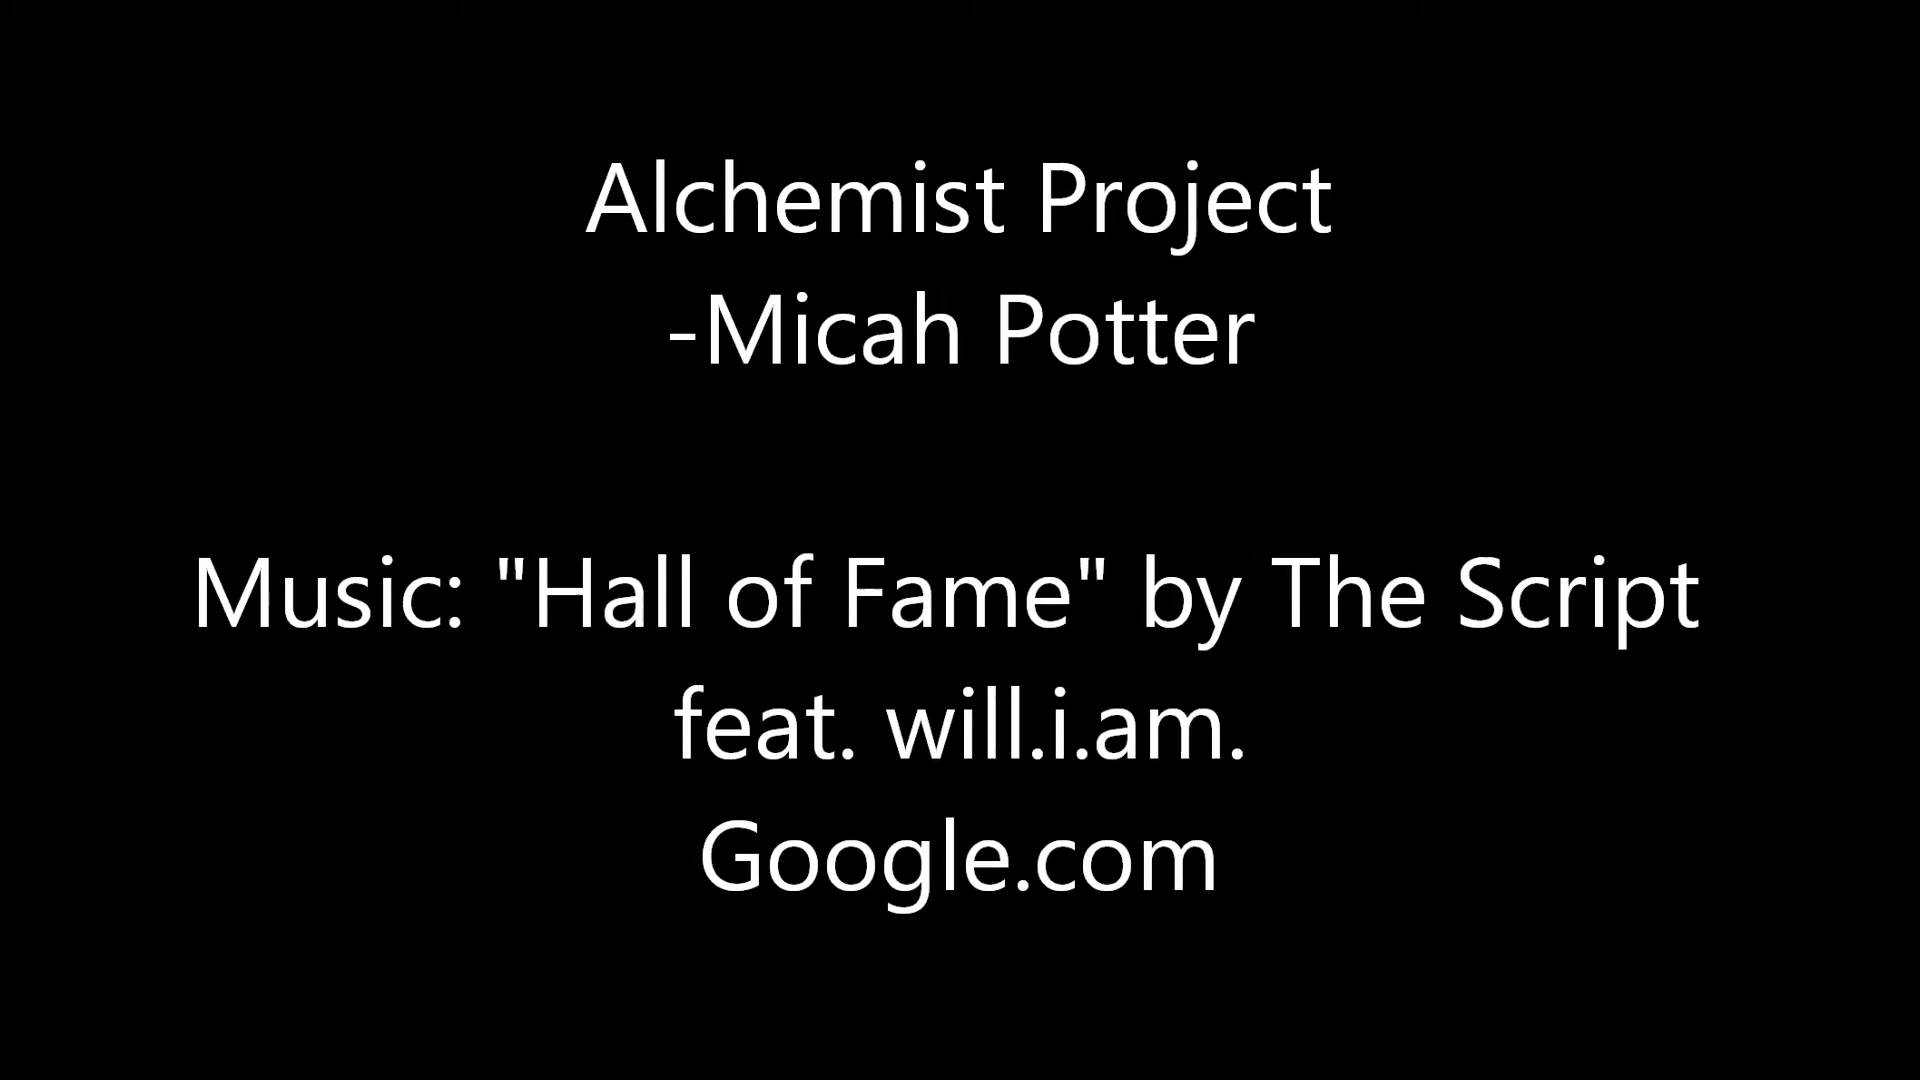 Alchemist Project
-Micah Potter
Music: "Hall of Fame" by The Script
feat. will.i.am.
Google.com